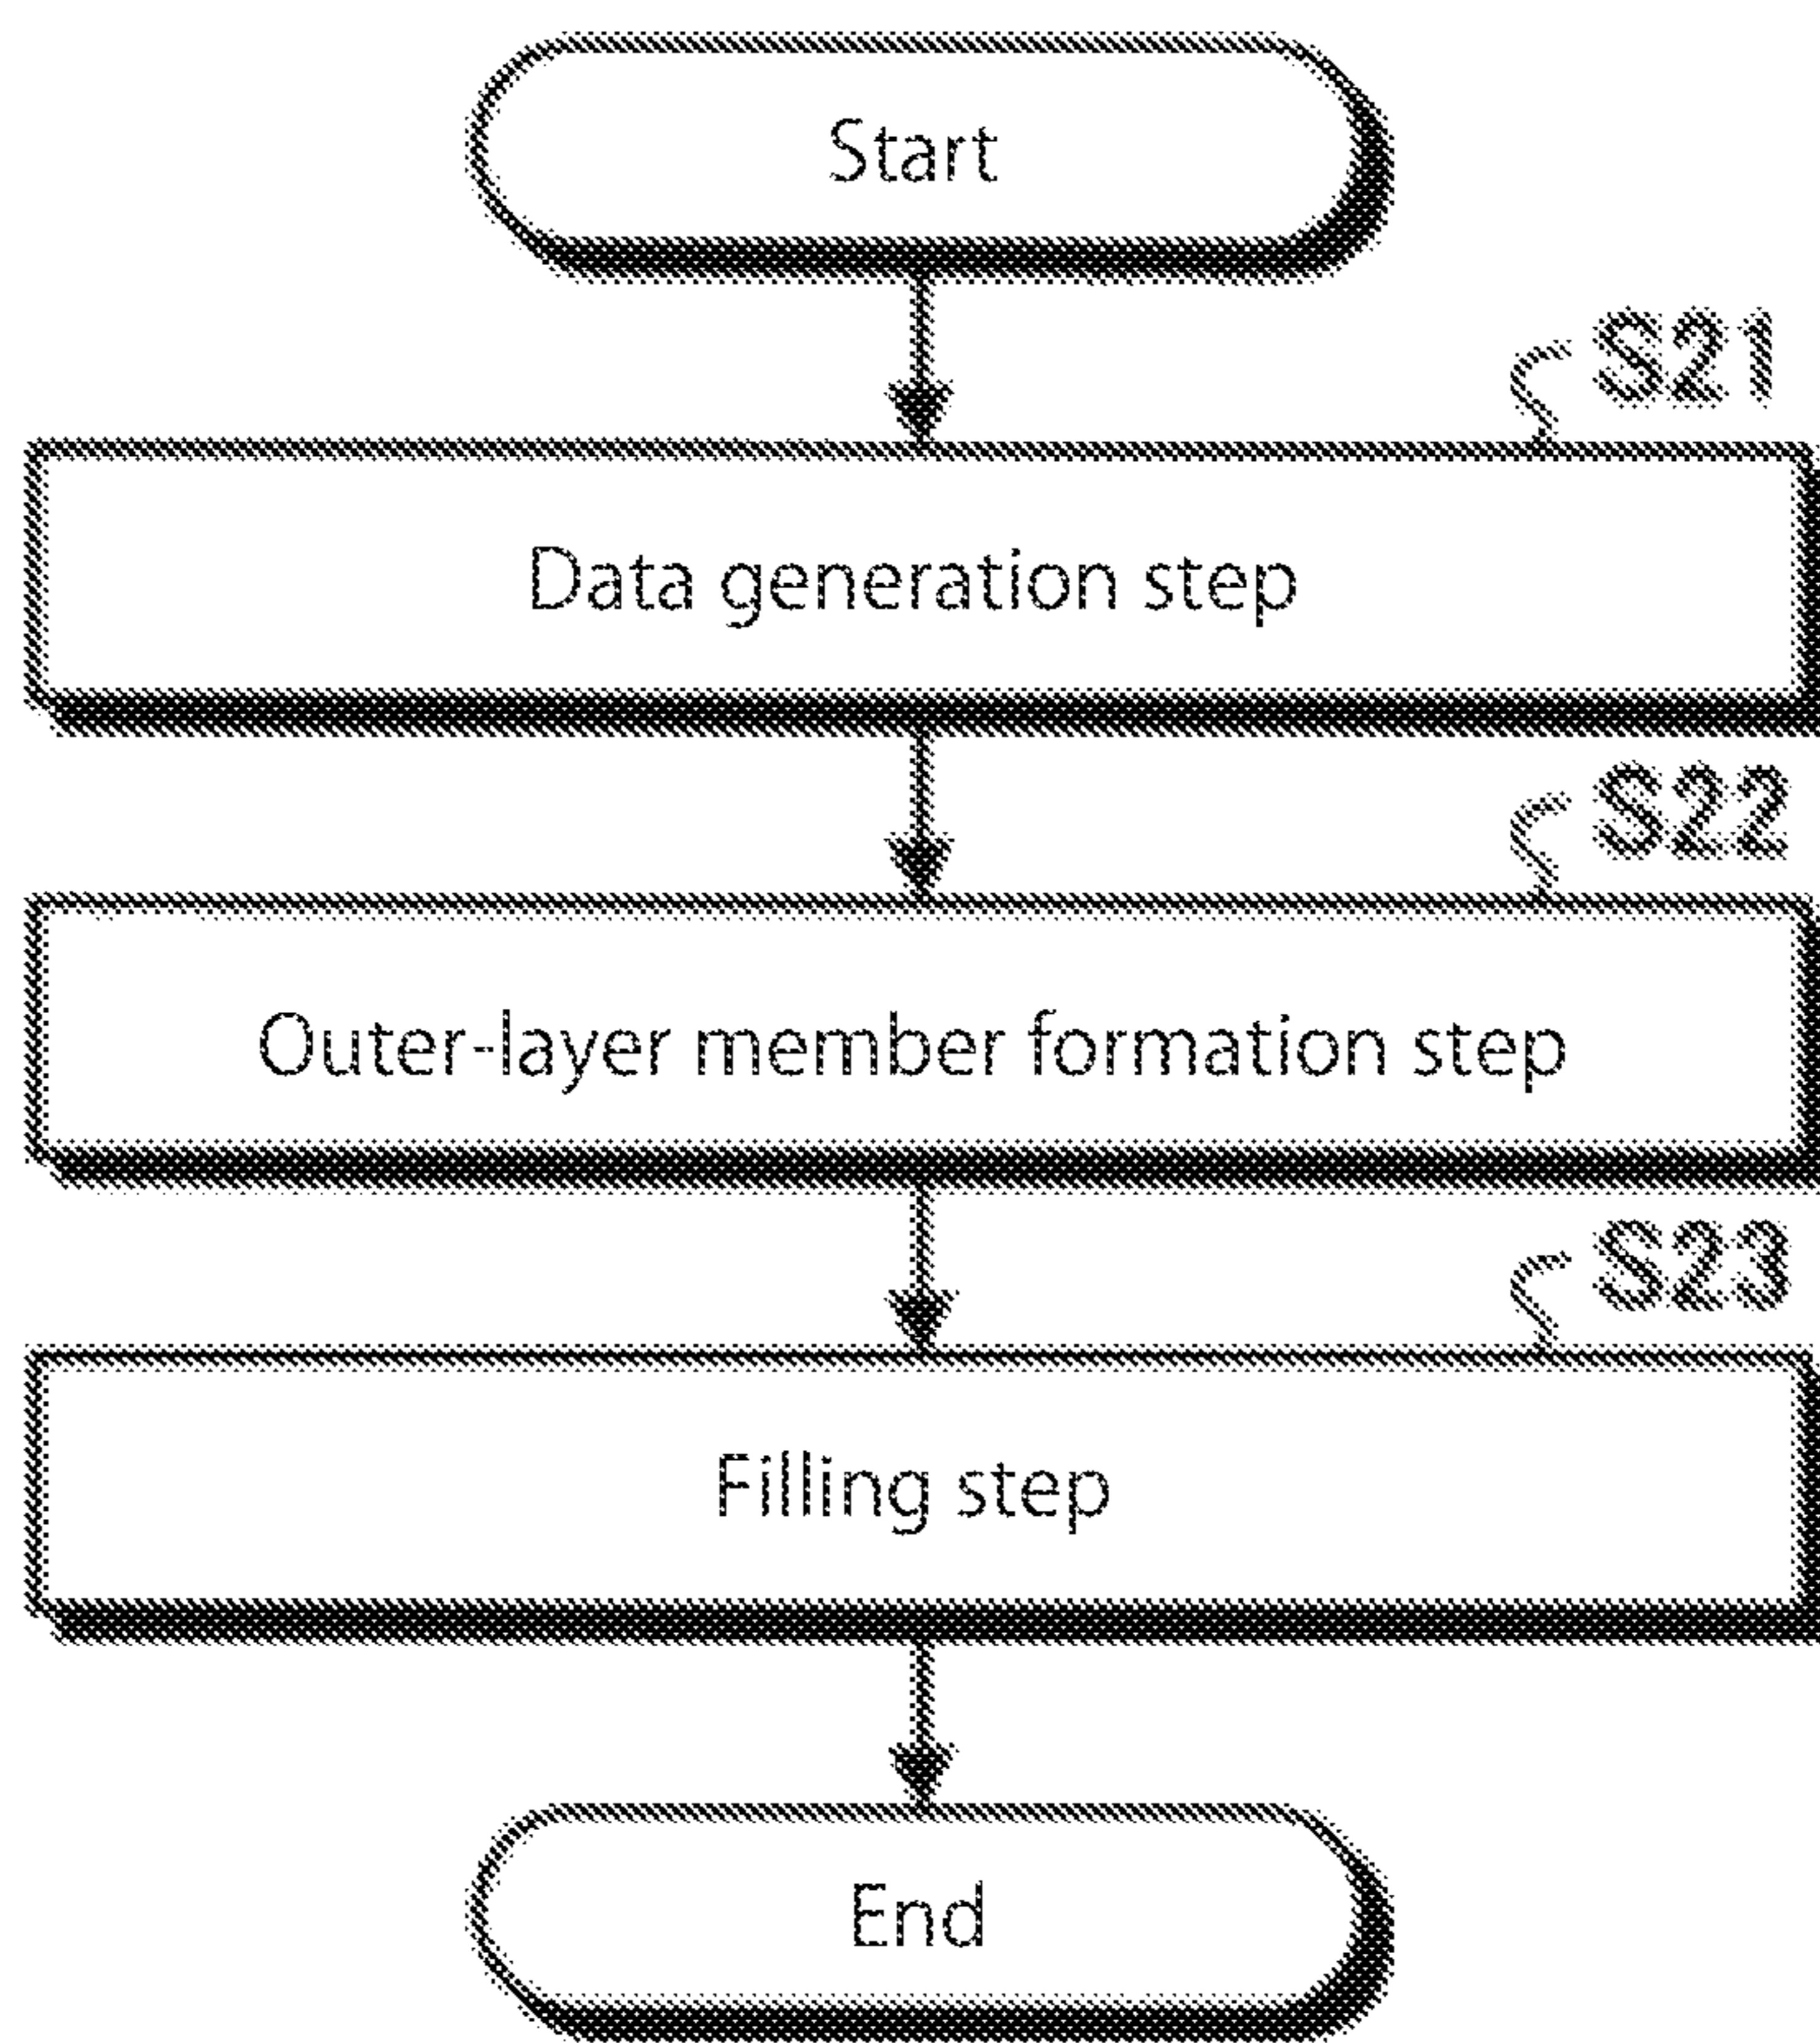 Start
S21
Data generation step
S22
Outer-layer member formation step
S23
Filling step
End